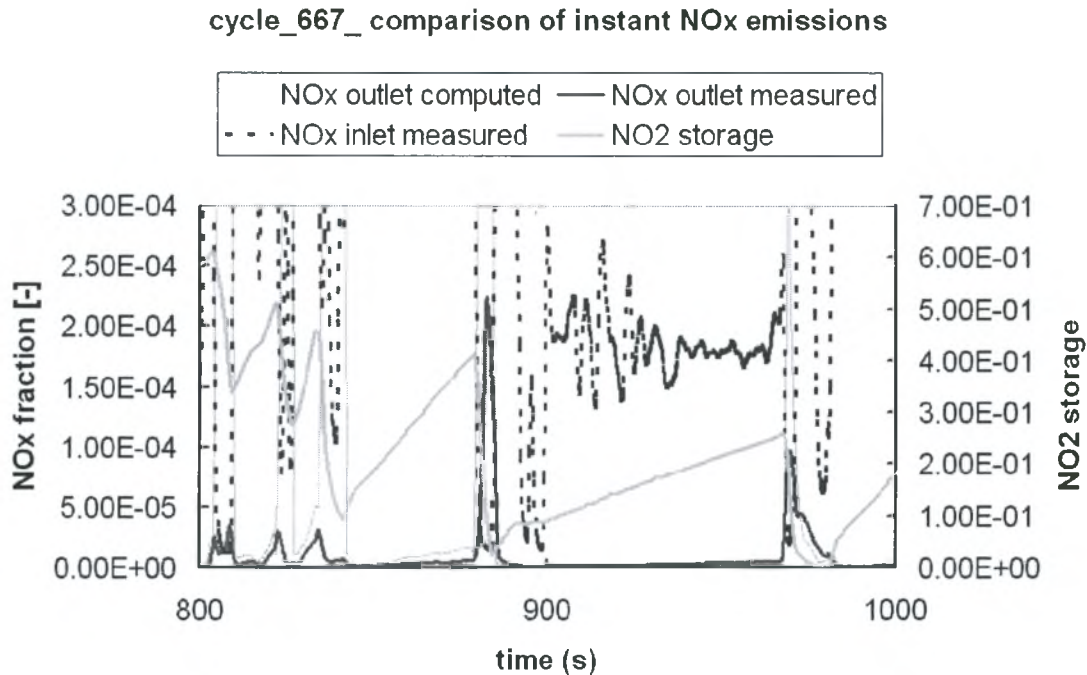 cycle_667_ comparison of instant NOx emissions
NOx outlet computed NOx outlet measured
NOx inlet measured NO2 storage
3.00E-04
2.50E-04
2.00E-04
1.50E-04
1.00E-04
5.00E-05
0.00E+00
NOx fraction [-]
7.00E-01
6.00E-01
5.00E-01
4.00E-01
3.00E-01
2.00E-01
1.00E-01
0.00E+00
NO2 storage
800 900 1000
time (s)